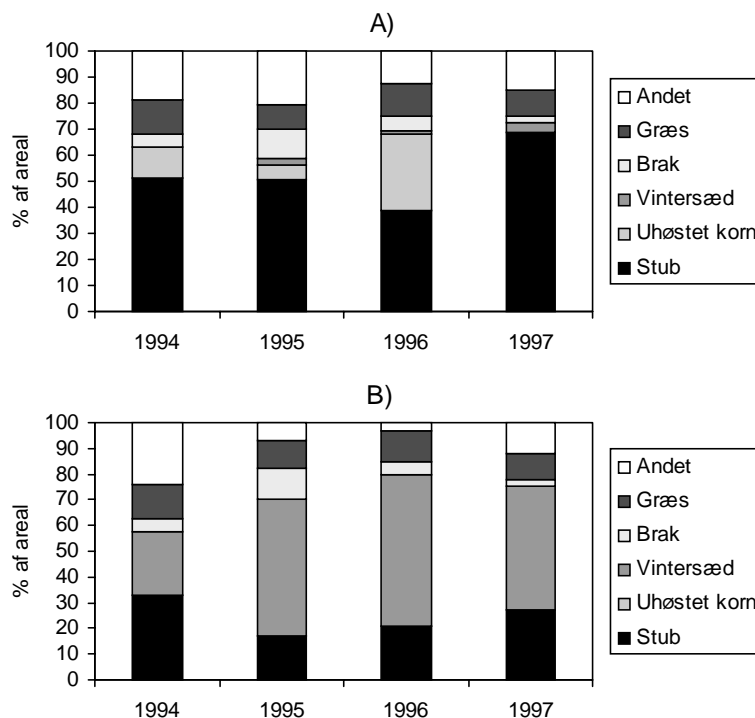 A)
100
90
80
70
60
50
40
30
20
10
0
% af areal
1994 1995 1996 1997
Andet
Græs
Brak
Vintersæd
Uhøstet korn
Stub
B)
100
90
80
70
60
50
40
30
20
10
0
% af areal
1994 1995 1996 1997
Andet
Græs
Brak
Vintersæd
Uhøstet korn
Stub